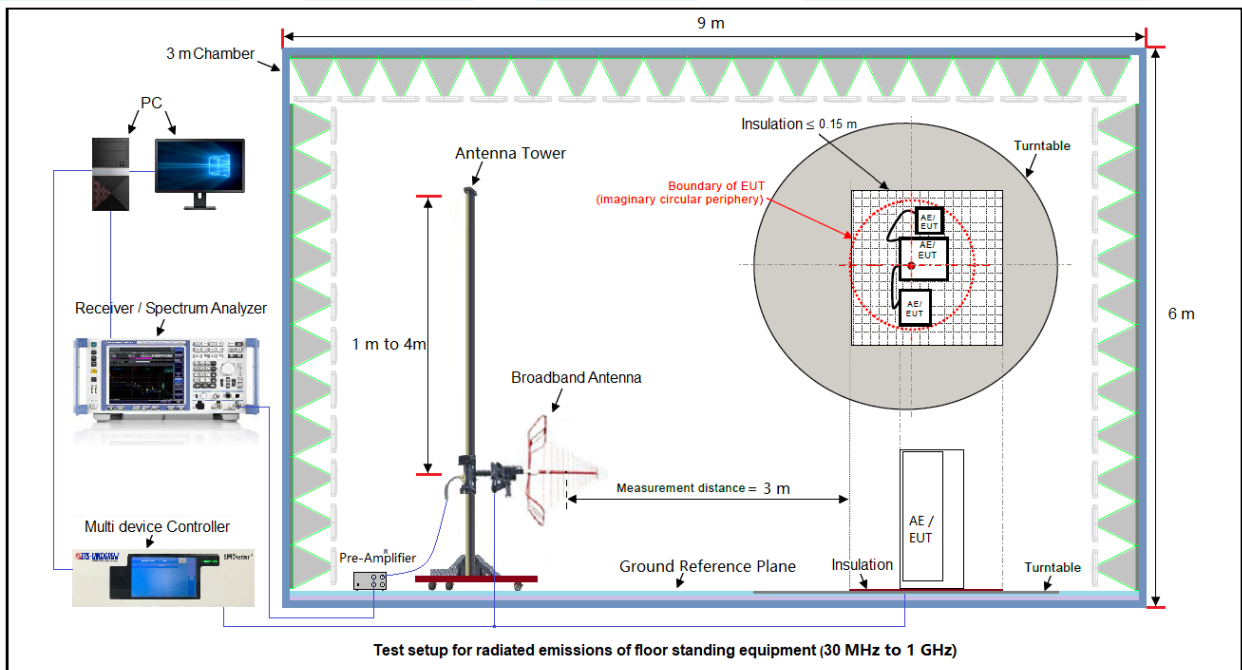 9 m
3 m Chamber
PC
Insulation ≤ 0.15 m
Turntable
Antenna Tower
Boundary of EUT
(imaginary circular periphery)
AE/
EUT
AE/
EUT
AE/
EUT
Receiver / Spectrum Analyzer
1 m to 4m
6 m
Broadband Antenna
Measurement distance = 3 m
AE /
EUT
Multi device Controller
Pre-Amplifier
Ground Reference Plane
Insulation
Turntable
Test setup for radiated emissions of floor standing equipment (30 MHz to 1 GHz)